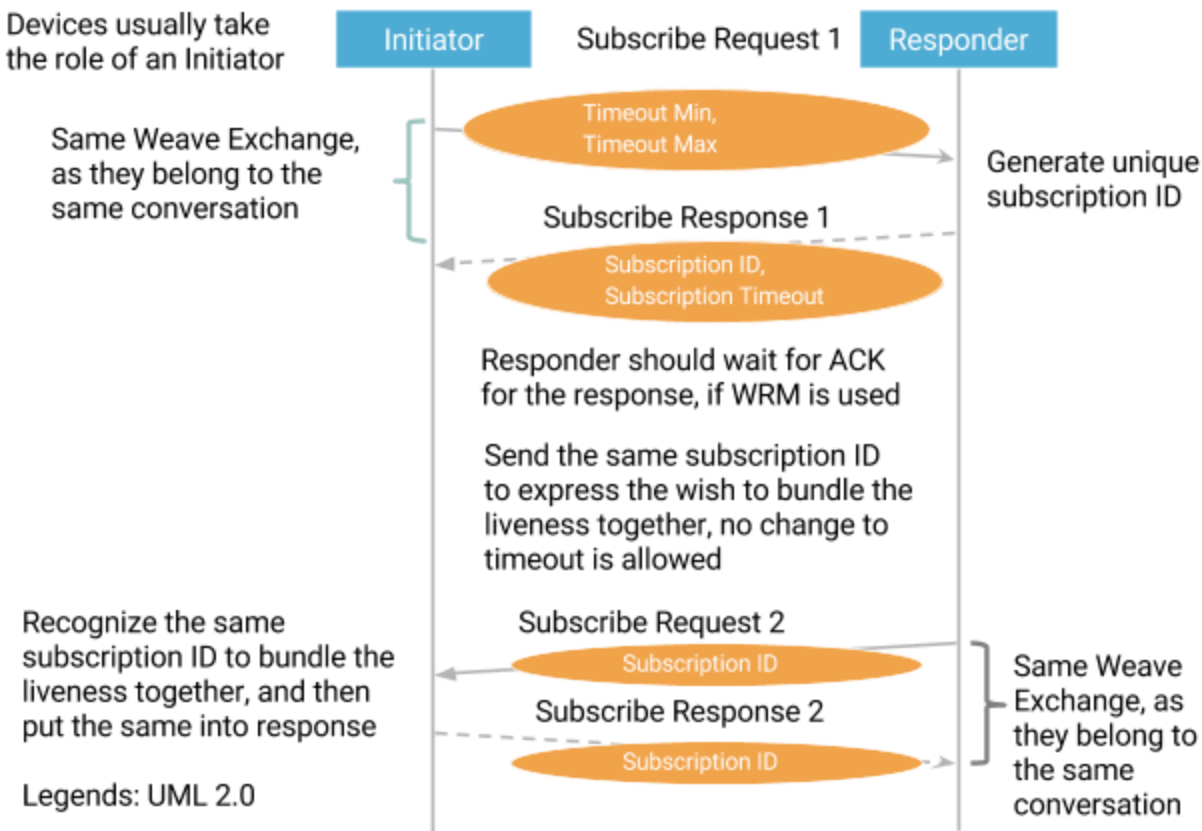 Devices usually take
the role of an Initiator
Initiator
Subscribe Request 1
Responder
Timeout Min,
Timeout Max
Same Weave Exchange,
as they belong to the
same conversation
Generate unique
subscription ID
Subscribe Response 1
Subscription ID,
Subscription Timeout
Responder should wait for ACK
for the response, if WRM is used
Send the same subscription ID
to express the wish to bundle the
liveness together, no change to
timeout is allowed
Recognize the same
subscription ID to bundle the
liveness together, and then
put the same into response
Subscribe Request 2
Subscription ID
Subscribe Response 2
Subscription ID
Same Weave
Exchange, as
they belong to
the same
conversation
Legends: UML 2.0